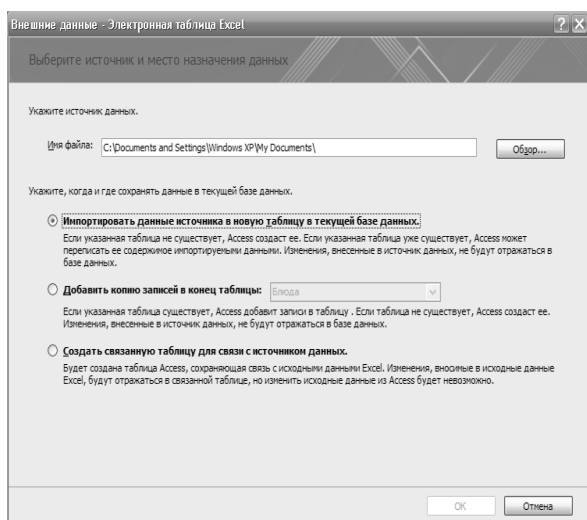 Внешние данные - Электронная таблица Excel
Выберите источник и место назначения данных
Укажите источник данных.
Имя файла: C:\Documents and Settings\Windows XP\My Documents\ Обзор...
Укажите, когда и где сохранять данные в текущей базе данных.
Импортировать данные источника в новую таблицу в текущей базе данных.
Если указанная таблица не существует, Access создаст ее. Если указанная таблица уже существует, Access может
переписать ее содержимое импортируемыми данными. Изменения, внесенные в источник данных, не будут отражаться в
базе данных.
Добавить копию записей в конец таблицы: Блюда
Если указанная таблица существует, Access добавит записи в таблицу . Если таблица не существует, Access создаст ее.
Изменения, внесенные в источник данных, не будут отражаться в базе данных.
Создать связанную таблицу для связи с источником данных.
Будет создана таблица Access, сохраняющая связь с исходными данными Excel. Изменения, вносимые в исходные данные
Excel, будут отражаться в связанной таблице, но изменить исходные данные из Access будет невозможно.
ОК Отмена